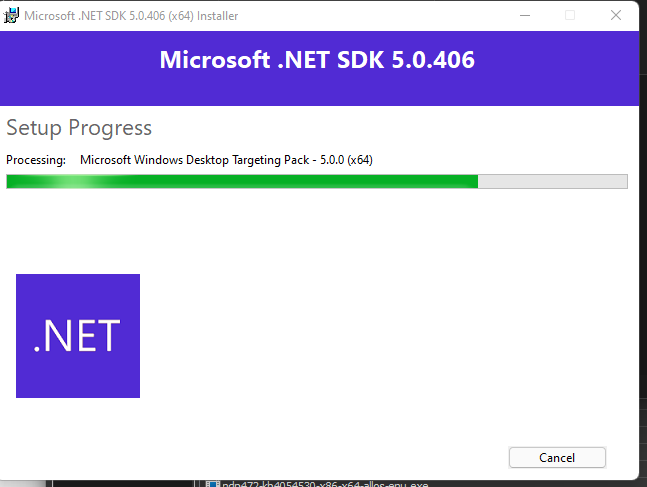 Microsoft .NET SDK 5.0.406 (x64) Installer
Microsoft .NET SDK 5.0.406
Setup Progress
Processing: Microsoft Windows Desktop Targeting Pack - 5.0.0 (x64)
.NET
Cancel
ndp472-kb4054530-x86-x64-allos-enu.exe